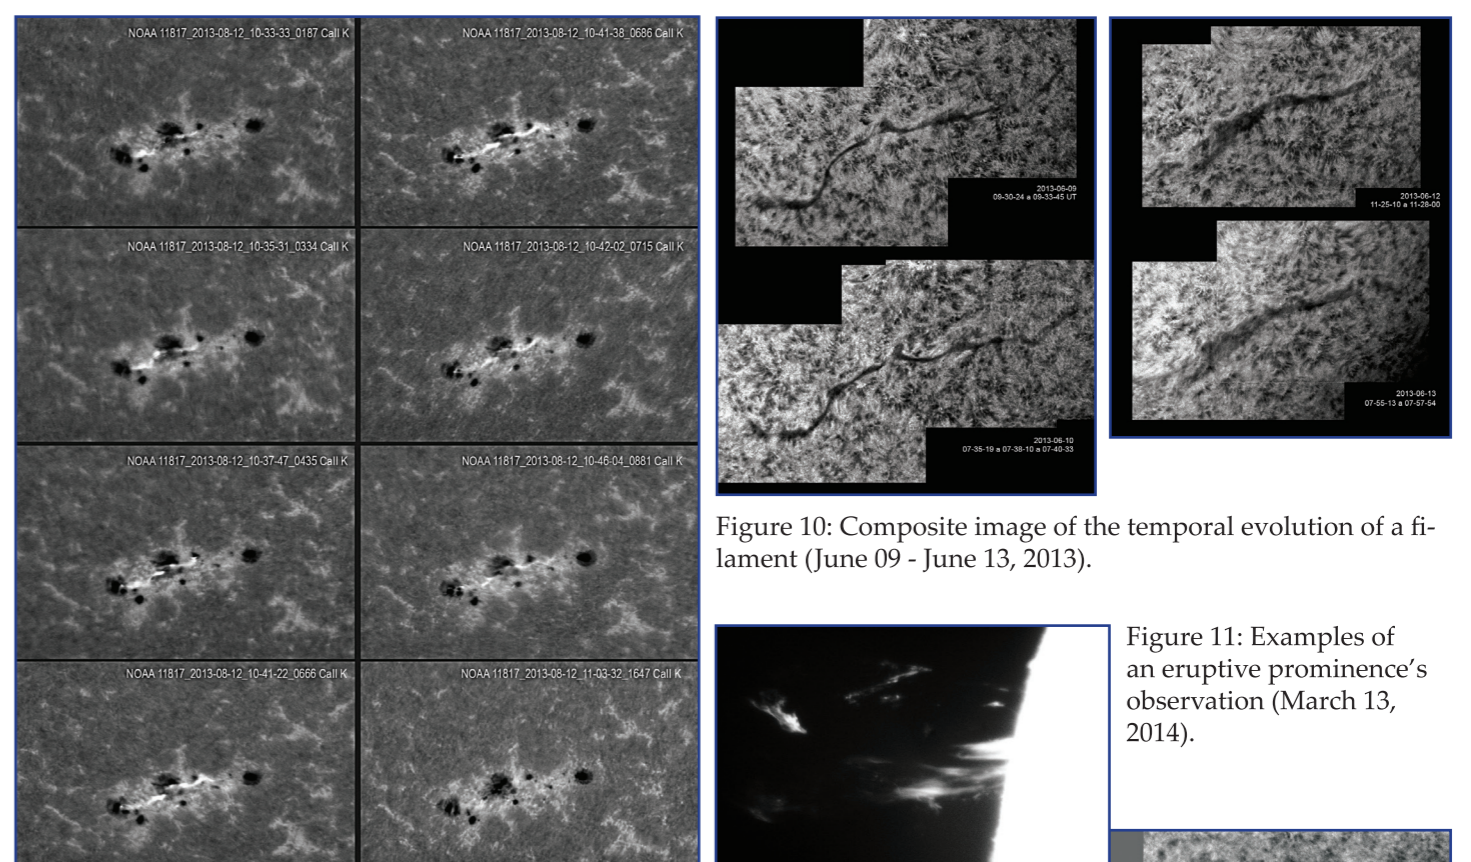 NOAA 11817_2013-08-12_10-33-33_0187 CaII K
NOAA 11817_2013-08-12_10-41-38_0686 CaII K
NOAA 11817_2013-08-12_10-35-31_0334 CaII K
NOAA 11817_2013-08-12_10-42-02_0715 CaII K
NOAA 11817_2013-08-12_10-37-47_0435 CaII K
NOAA 11817_2013-08-12_10-46-04_0881 CaII K
NOAA 11817_2013-08-12_10-41-22_0666 CaII K
NOAA 11817_2013-08-12_11-03-32_1647 CaII K
2013-06-09
09-30-24 a 09-33-45 UT
2013-06-10
07-35-19 a 07-38-10 a 07-40-33
2013-06-12
11-25-10 a 11-28-00
2013-06-13
07-55-13 a 07-57-54
Figure 10: Composite image of the temporal evolution of a fi-
lament (June 09 - June 13, 2013).
Figure 11: Examples of
an eruptive prominence's
observation (March 13,
2014).